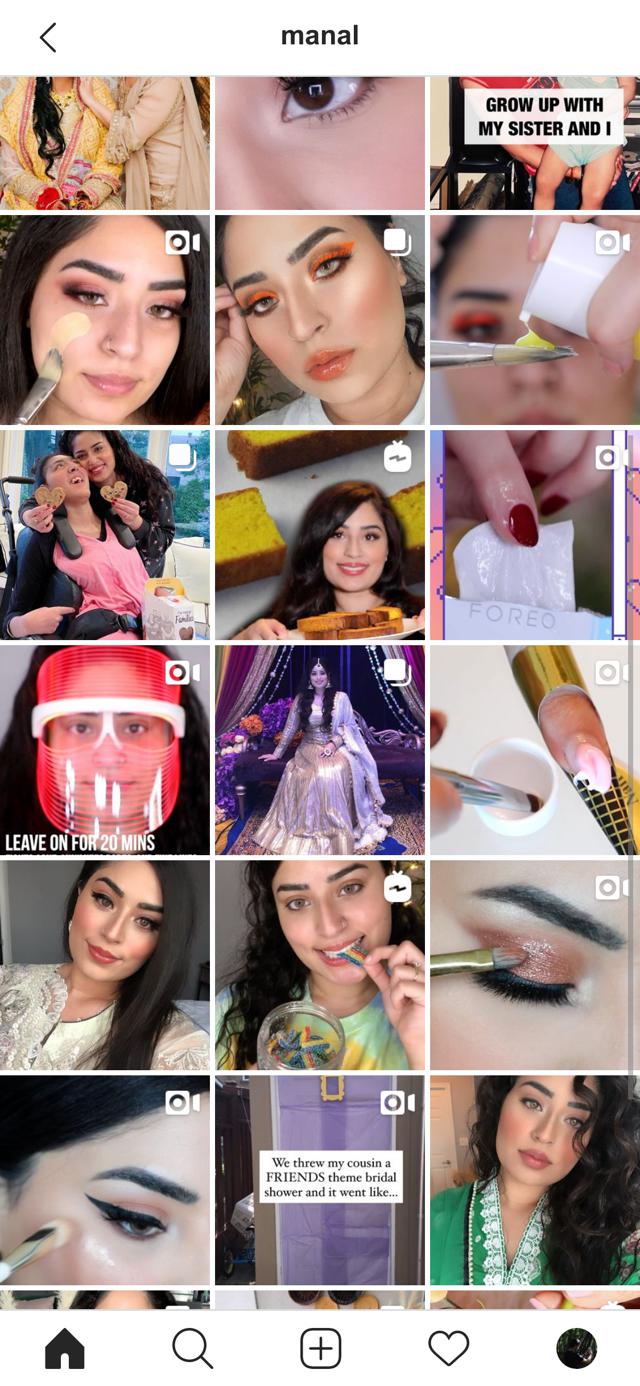 manal
GROW UP WITH
MY SISTER AND I
Families
FOREO
LEAVE ON FOR 20 MINS
We threw my cousin a
FRIENDS theme bridal
shower and it went like...